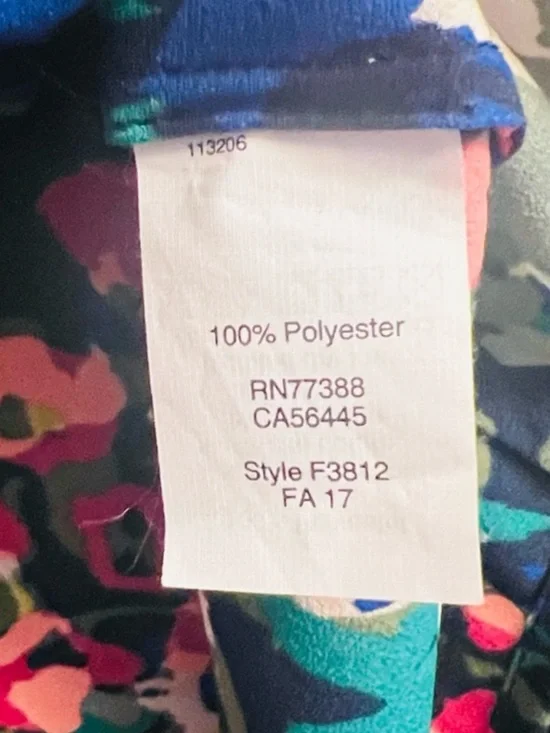 113206
100% Polyester
RN77388
CA56445
Style F3812
FA 17